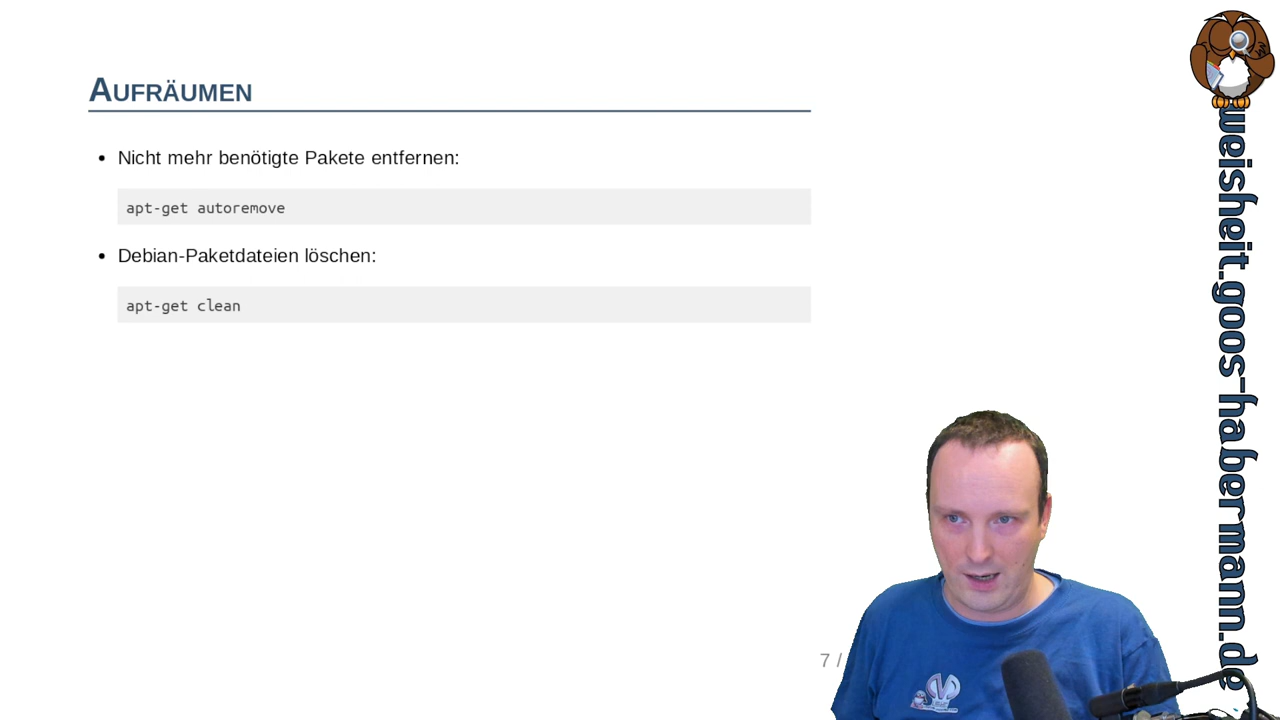 Aufräumen
Nicht mehr benötigte Pakete entfernen:
apt-get autoremove
Debian-Paketdateien löschen:
apt-get clean
7 /
weisheit.goos-habermann.de